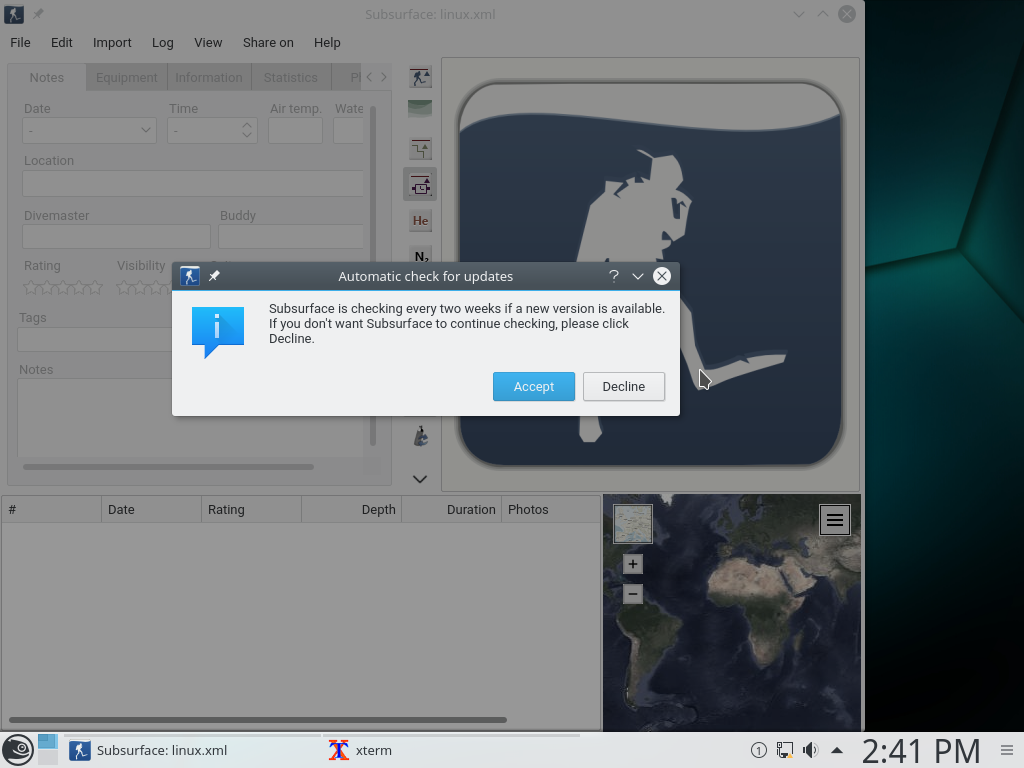 Subsurface: linux.xml
File Edit Import Log View Share on Help
Notes Equipment Information Statistics
Date Time Air temp. Wate
- -
Location
Divemaster Buddy
Rating Visibility
Tags
Notes
He
N₂
Automatic check for updates
Subsurface is checking every two weeks if a new version is available.
If you don't want Subsurface to continue checking, please click
Decline.
Accept Decline
# Date Rating Depth Duration Photos
+
−
Subsurface: linux.xml xterm 1 2:41 PM